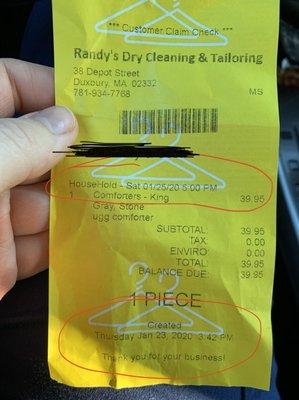 *** Customer Claim Check ***
Randy's Dry Cleaning & Tailoring
38 Depot Street
Duxbury, MA 02332
781-934-7768 MS
HouseHold - Sat 01/25/20 5:00 PM
1 Comforters - King 39.95
Gray, Stone
ugg comforter
SUBTOTAL: 39.95
TAX: 0.00
ENVIRO: 0.00
TOTAL: 39.95
BALANCE DUE: 39.95
1 PIECE
Created
Thursday Jan 23, 2020 3:42 PM
Thank you for your business!